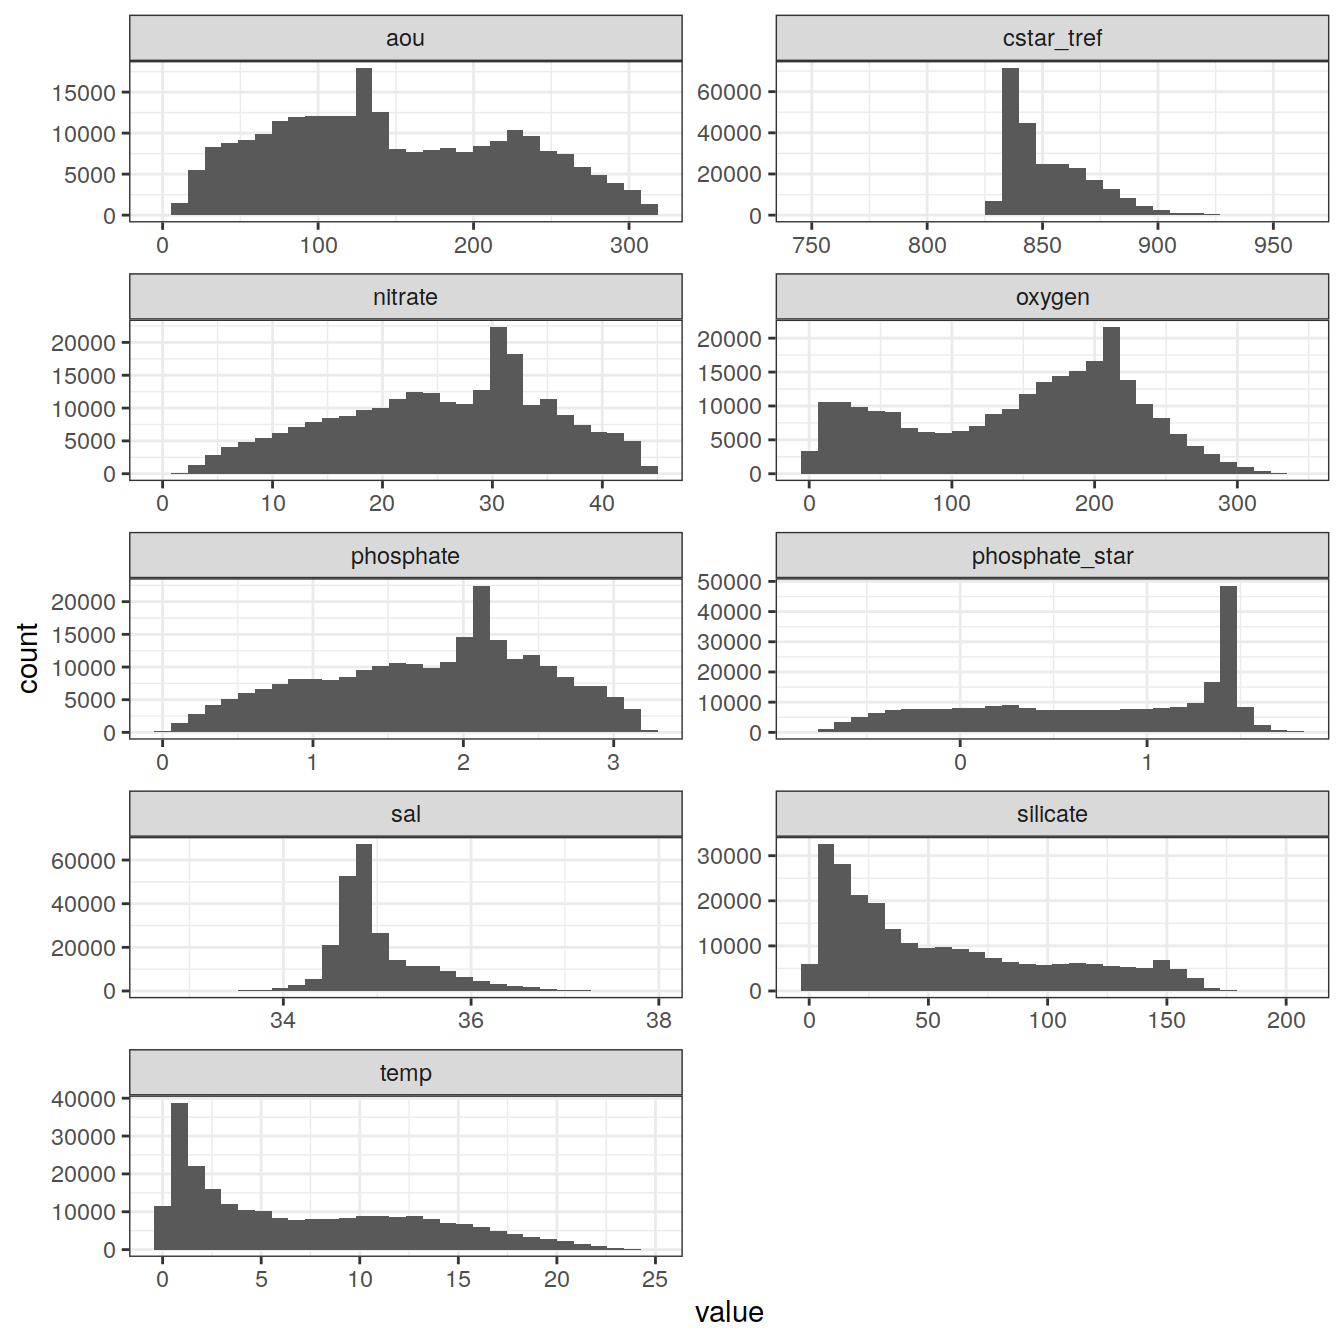 aou
cstar_tref
15000
10000
5000
0
0 100 200 300
60000
40000
20000
0
750 800 850 900 950
nitrate
oxygen
20000
15000
10000
5000
0
0 10 20 30 40
20000
15000
10000
5000
0
0 100 200 300
phosphate
phosphate_star
20000
15000
10000
5000
0
0 1 2 3
50000
40000
30000
20000
10000
0
0 1
sal
silicate
60000
40000
20000
0
34 36 38
30000
20000
10000
0
0 50 100 150 200
temp
40000
30000
20000
10000
0
0 5 10 15 20 25
count
value